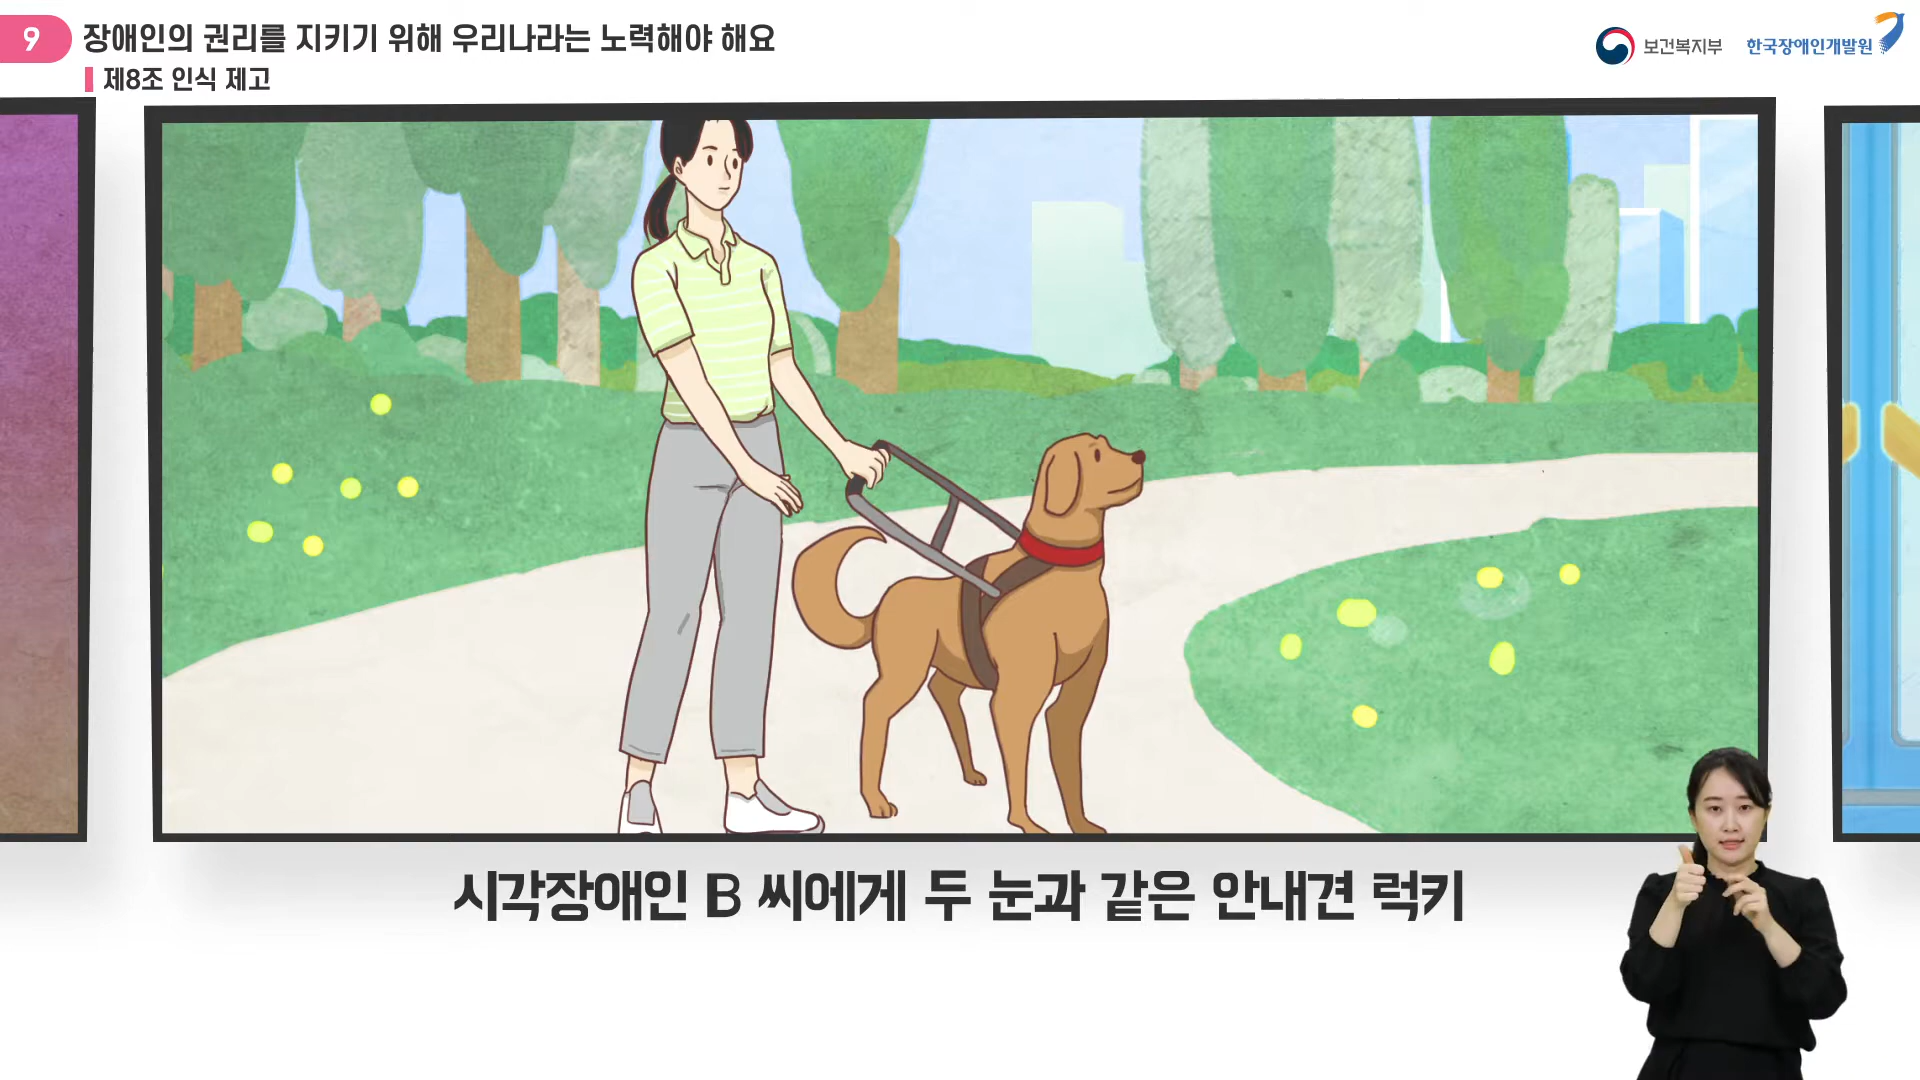 9
장애인의 권리를 지키기 위해 우리나라는 노력해야 해요
제8조 인식 제고
보건복지부
한국장애인개발원
시각장애인 B 씨에게 두 눈과 같은 안내견 럭키